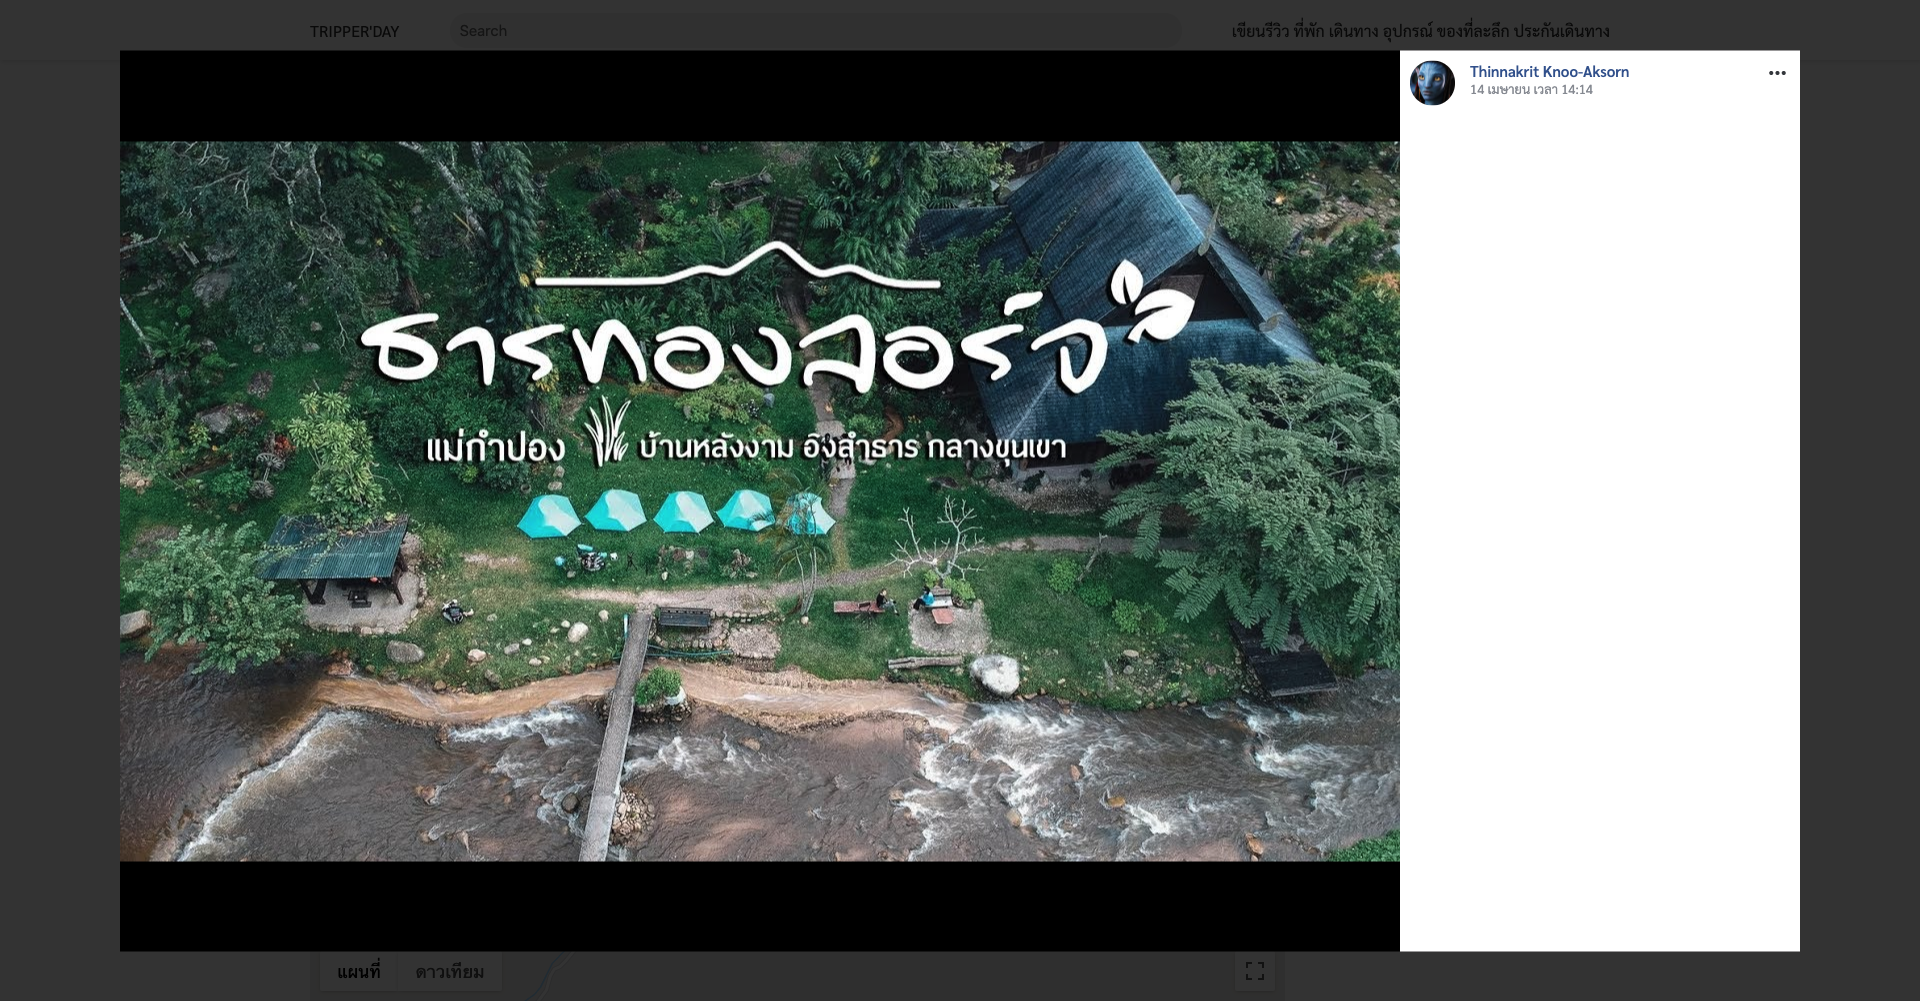 TRIPPER'DAY
Search
เขียนรีวิว ที่พัก เดินทาง อุปกรณ์ ของที่ละลึก ประกันเดินทาง
Thinnakrit Knoo-Aksorn
14 เมษายน เวลา 14:14
ธารทองลอร์จ
แม่กำปอง บ้านหลังงาม อิงลำธาร กลางขุนเขา
แผนที่
ดาวเทียม